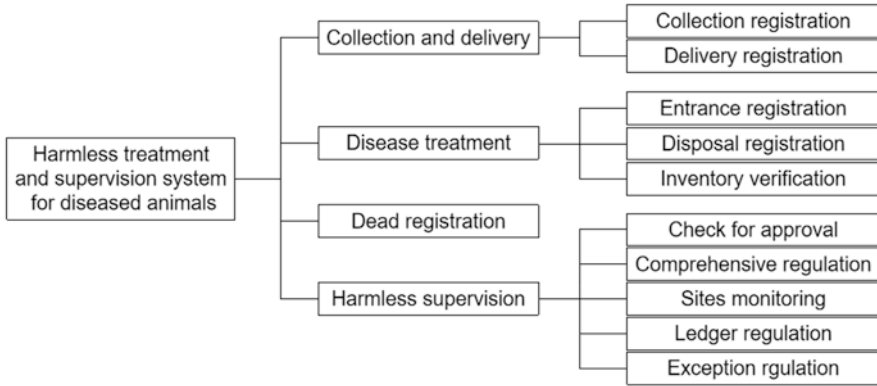 Harmless treatment
and supervision system
for diseased animals
Collection and delivery
Collection registration
Delivery registration
Disease treatment
Entrance registration
Disposal registration
Inventory verification
Dead registration
Harmless supervision
Check for approval
Comprehensive regulation
Sites monitoring
Ledger regulation
Exception rgulation